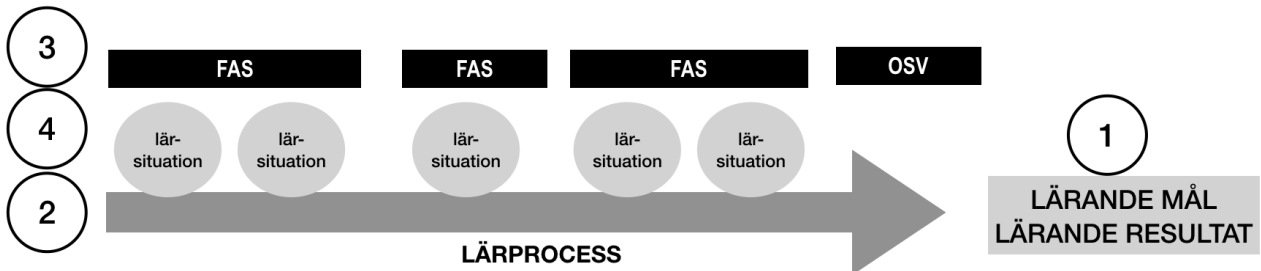 3
FAS
FAS
FAS
OSV
4
lär-
situation
lär-
situation
lär-
situation
lär-
situation
lär-
situation
1
2
LÄRANDE MÅL
LÄRANDE RESULTAT
LÄRPROCESS